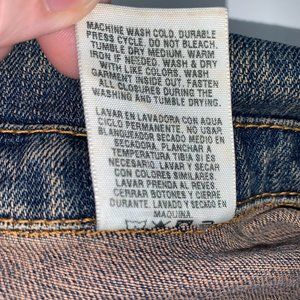 MACHINE WASH COLD. DURABLE
PRESS CYCLE. DO NOT BLEACH.
TUMBLE DRY MEDIUM. WARM
IRON IF NEEDED. WASH & DRY
WITH LIKE COLORS. WASH
GARMENT INSIDE OUT. FASTEN
ALL CLOSURES DURING THE
WASHING AND TUMBLE DRYING.
LAVAR EN LAVADORA CON AGUA
CICLO PERMANENTE. NO USAR
BLANQUEADOR SECADO MEDIO EN
SECADORA. PLANCHAR A
TEMPERATURA TIBIA SI ES
NECESARIO. LAVAR Y SECAR
CON COLORES SIMILARES
LAVAR PRENDA AL REVES.
CERRAR BOTONES Y CIERRE
DURANTE. LAVADO Y SECADO EN
MAQUINA.